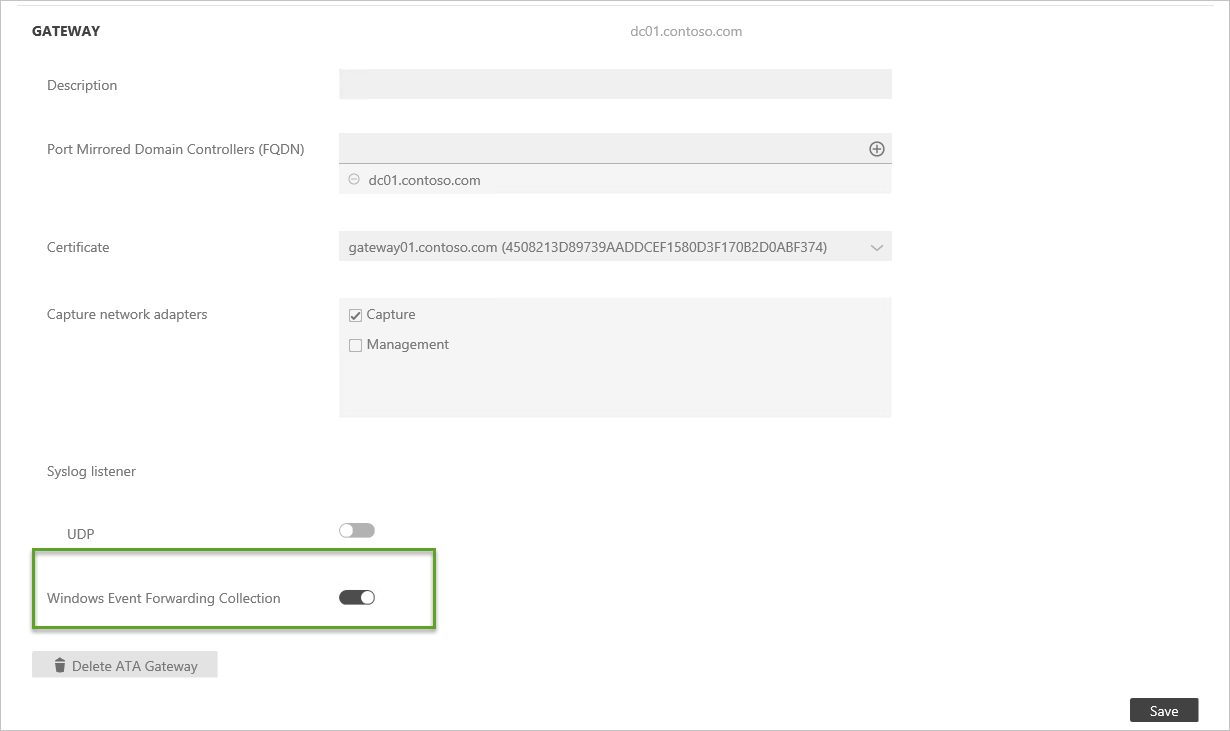 GATEWAY dc01.contoso.com
Description
Port Mirrored Domain Controllers (FQDN)
dc01.contoso.com
Certificate gateway01.contoso.com (4508213D89739AADDCEF1580D3F170B2D0ABF374)
Capture network adapters Capture
Management
Syslog listener
UDP
Windows Event Forwarding Collection
Delete ATA Gateway
Save